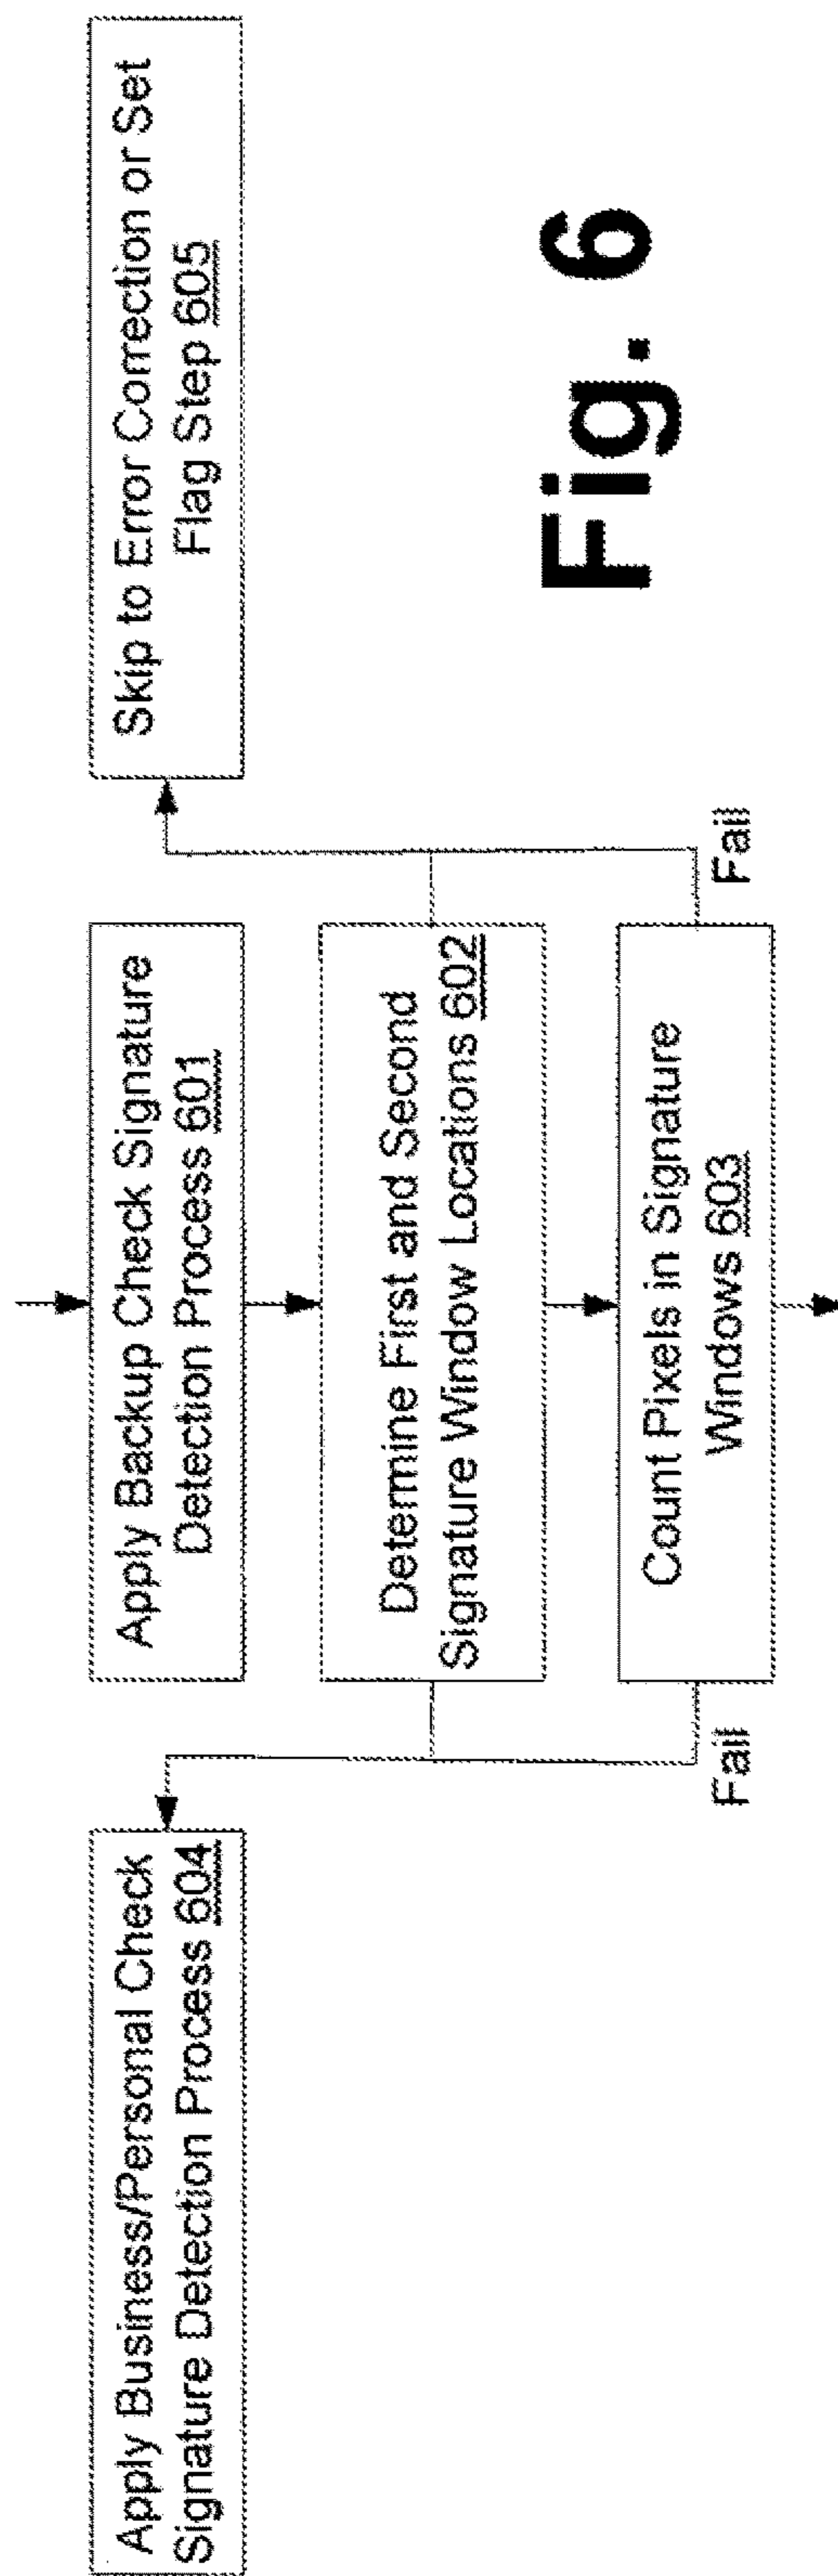 Apply Business/Personal Check
Signature Detection Process 604
Apply Backup Check Signature
Detection Process 601
Skip to Error Correction or Set
Flag Step 605
Determine First and Second
Signature Window Locations 602
Count Pixels in Signature
Windows 603
Fail
Fail
Fig. 6